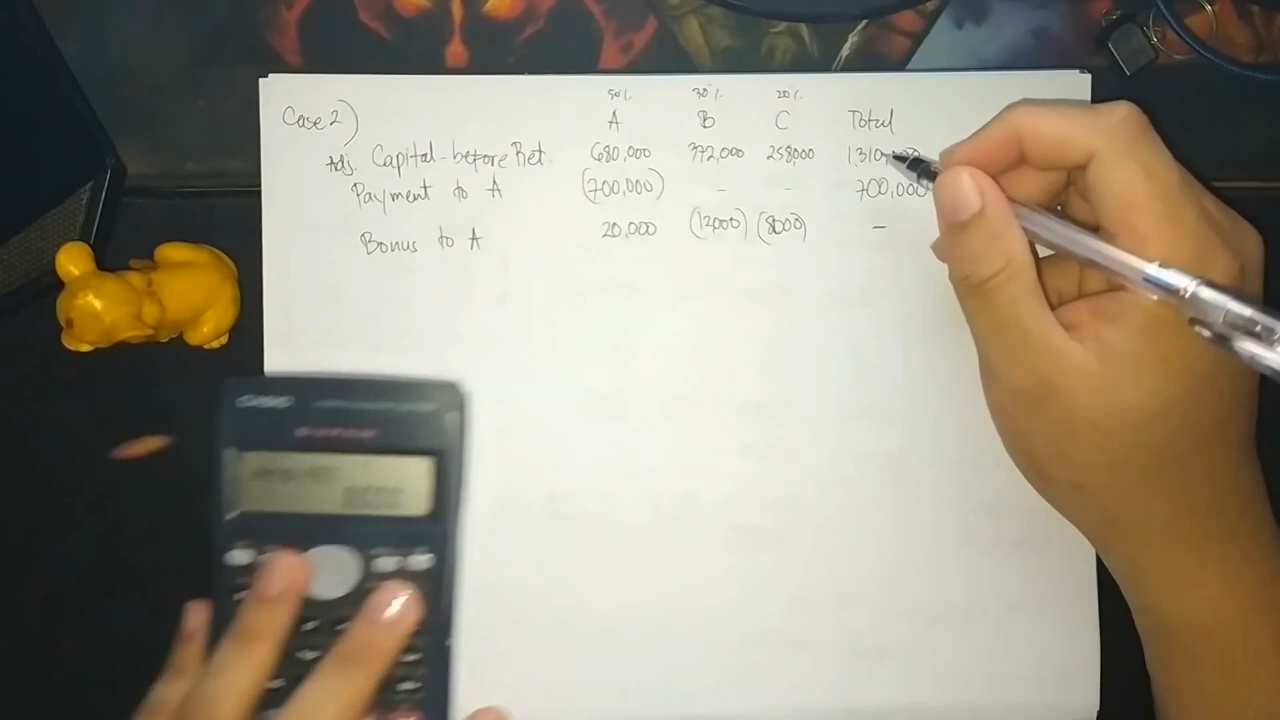 50% 30% 20%
Case 2) A B C Total
Adj. Capital-before Ret. 680,000 372,000 258,000
Payment to A (700,000) - - 700,000
Bonus to A 20,000 (12000) (8000) -
CASIO